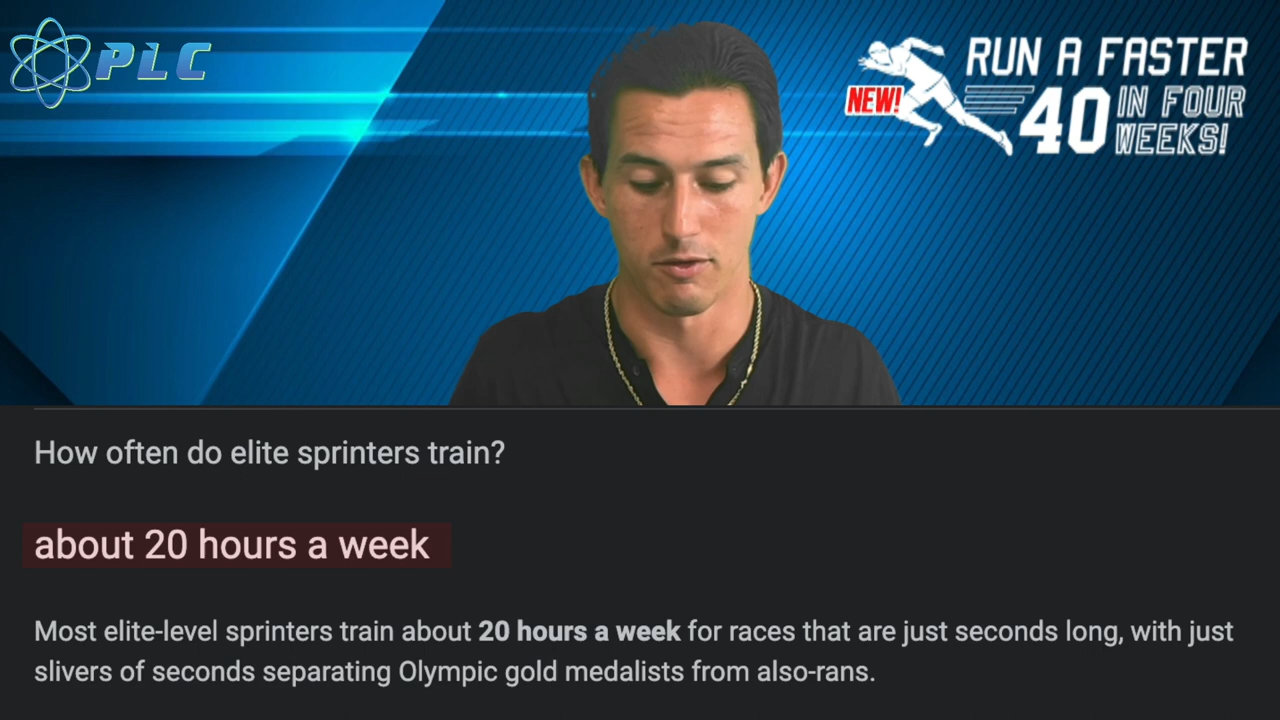 PLC
NEW!
RUN A FASTER
40
IN FOUR
WEEKS!
How often do elite sprinters train?
about 20 hours a week
Most elite-level sprinters train about 20 hours a week for races that are just seconds long, with just
slivers of seconds separating Olympic gold medalists from also-rans.